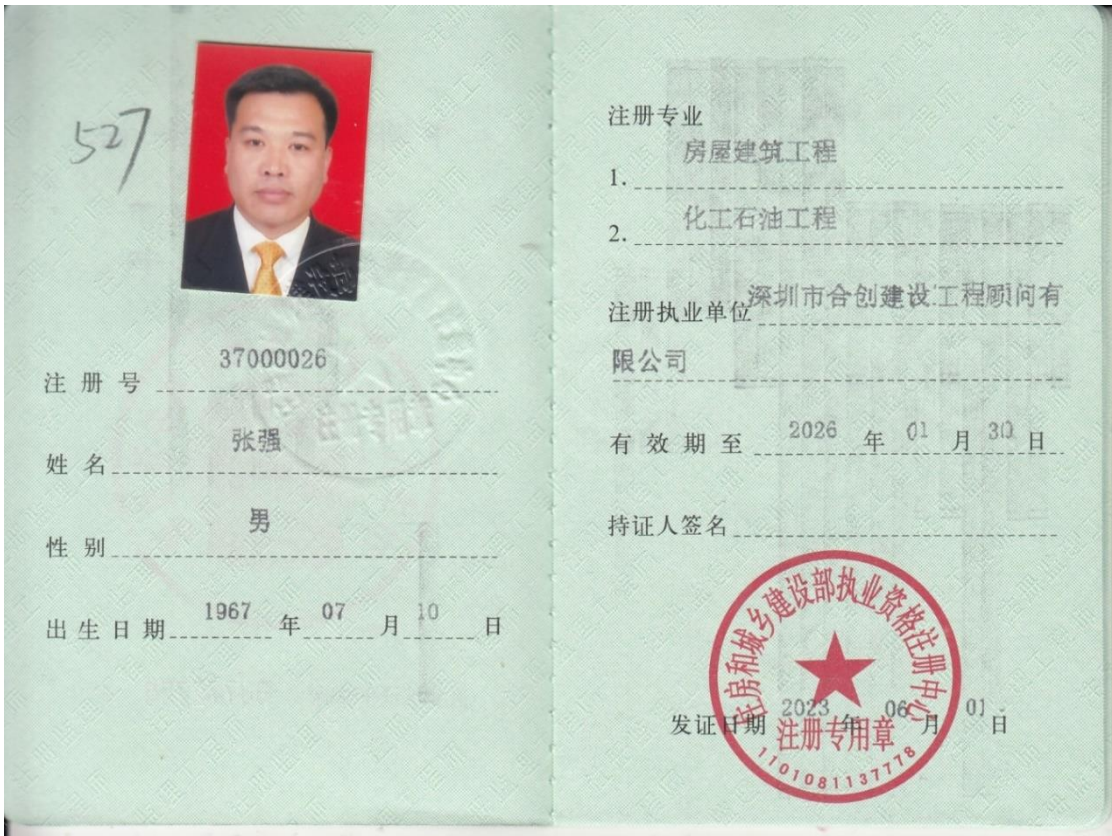 527
注册号 37000026
姓名 张强
性别 男
出生日期 1967 年 07 月 10 日
注册专业
1. 房屋建筑工程
2. 化工石油工程
注册执业单位 深圳市合创建设工程顾问有
限公司
有效期至 2026 年 01 月 30 日
持证人签名
住房和城乡建设部执业资格注册中心
发证日期 2023 年 06 月 01 日
注册专用章
1101081137778